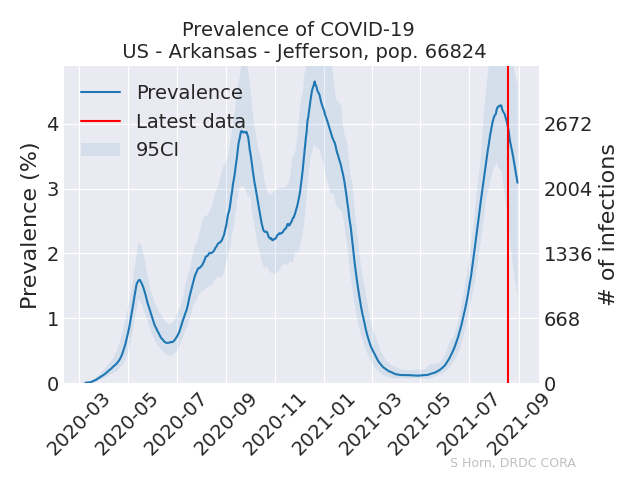 Prevalence of COVID-19
US - Arkansas - Jefferson, pop. 66824
Prevalence
Latest data
95CI
Prevalence (%)
4
3
2
1
0
# of infections
2672
2004
1336
668
0
2020-03
2020-05
2020-07
2020-09
2020-11
2021-01
2021-03
2021-05
2021-07
2021-09
S Horn, DRDC CORA